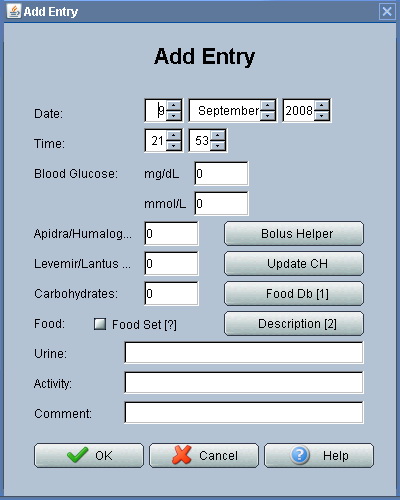 Add Entry
Add Entry
Date: 9 September 2008
Time: 21 53
Blood Glucose: mg/dL 0
mmol/L 0
Apidra/Humalog... 0 Bolus Helper
Levemir/Lantus ... 0 Update CH
Carbohydrates: 0 Food Db [1]
Food: Food Set [?] Description [2]
Urine:
Activity:
Comment:
OK Cancel Help